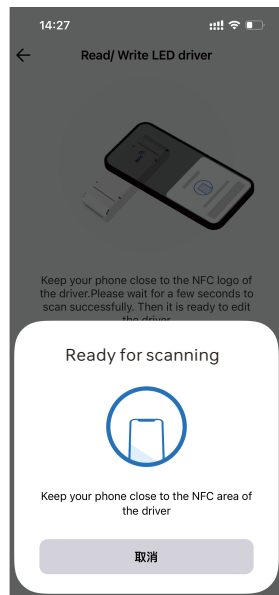 14:27
Read/ Write LED driver
Keep your phone close to the NFC logo of
the driver.Please wait for a few seconds to
scan successfully. Then it is ready to edit
the driver
Ready for scanning
Keep your phone close to the NFC area of
the driver
取消